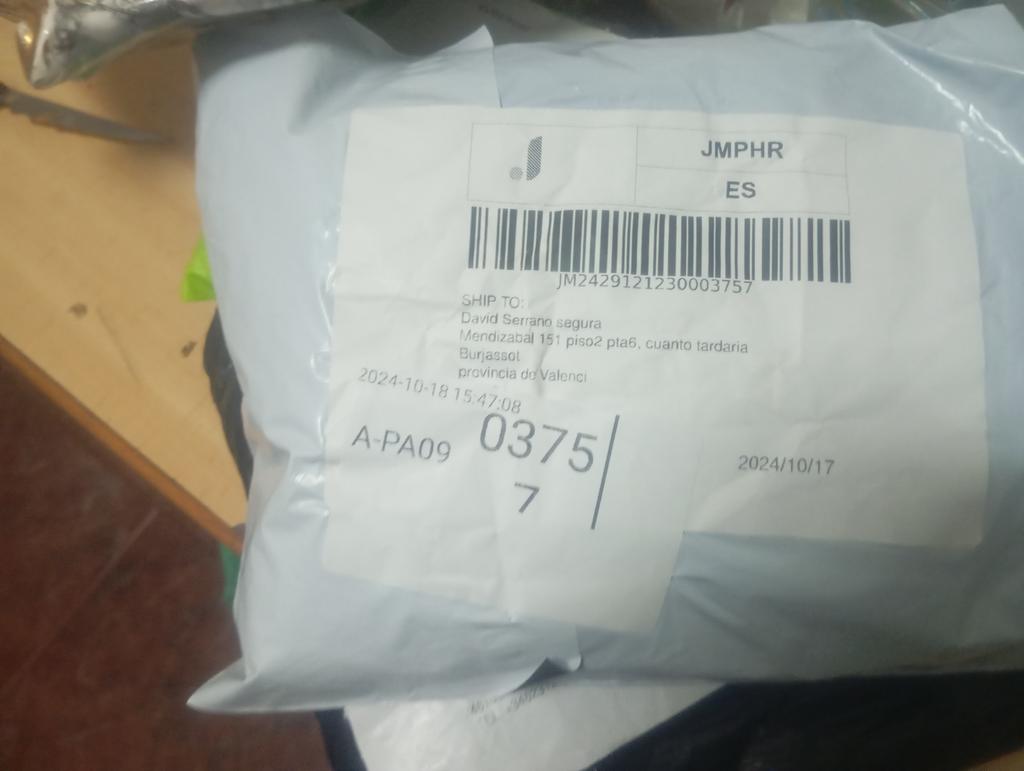 JMPHR
ES
JM2429121230003757
SHIP TO:
David Serrano segura
Mendizabal 151 piso2 pta6, cuanto tardaria
Burjassot
provincia de Valenci
2024-10-18 15:47:08
A-PA09 0375
7
2024/10/17